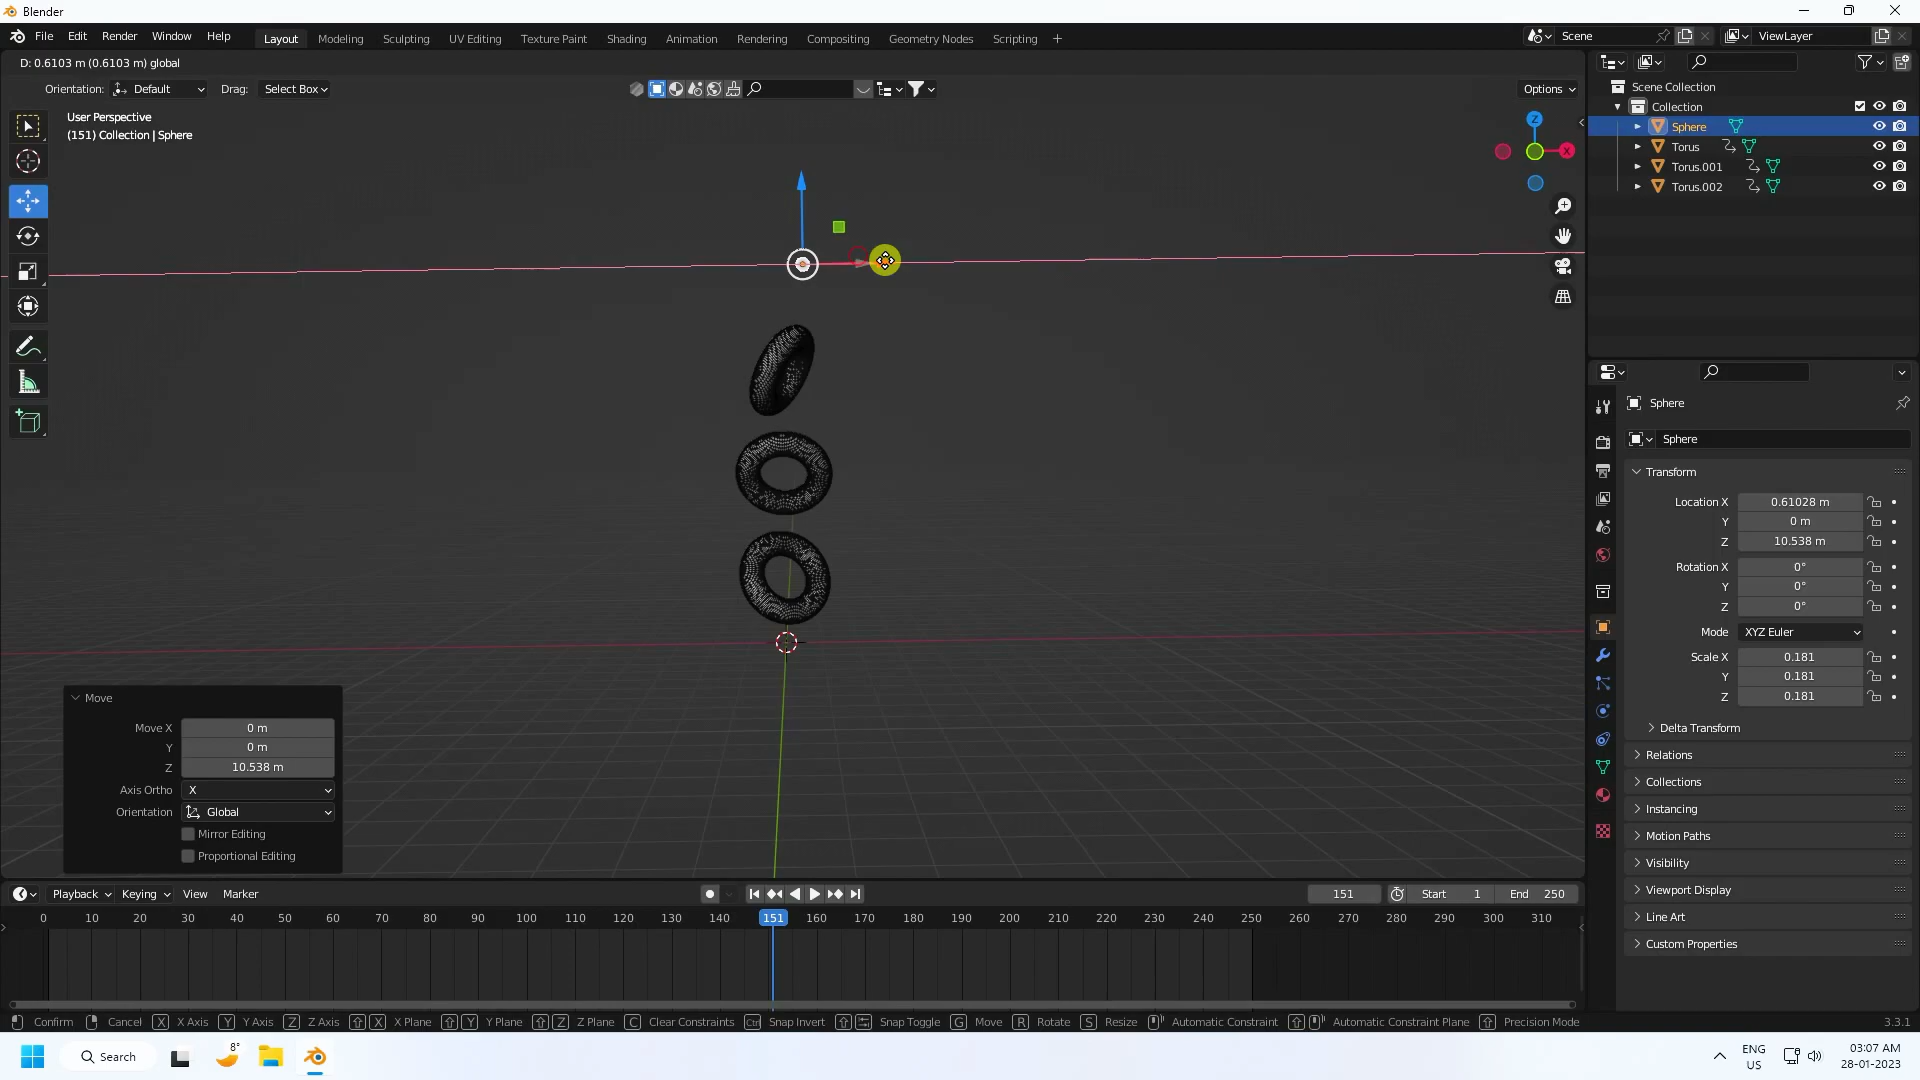 Blender
File Edit Render Window Help Layout Modeling Sculpting UV Editing Texture Paint Shading Animation Rendering Compositing Geometry Nodes Scripting + Scene ViewLayer
D: 0.6103 m (0.6103 m) global
Orientation: Default Drag: Select Box Options
User Perspective
(151) Collection | Sphere
Z
X
Scene Collection
Collection
Sphere
Torus
Torus.001
Torus.002
Sphere
Sphere
Transform
Location X 0.61028 m
Y 0 m
Z 10.538 m
Rotation X 0°
Y 0°
Z 0°
Mode XYZ Euler
Scale X 0.181
Y 0.181
Z 0.181
Delta Transform
Relations
Collections
Instancing
Motion Paths
Visibility
Viewport Display
Line Art
Custom Properties
Move
Move X 0 m
Y 0 m
Z 10.538 m
Axis Ortho X
Orientation Global
Mirror Editing
Proportional Editing
Playback Keying View Marker 151 Start 1 End 250
0 10 20 30 40 50 60 70 80 90 100 110 120 130 140 151 160 170 180 190 200 210 220 230 240 250 260 270 280 290 300 310
Confirm Cancel X X Axis Y Y Axis Z Z Axis X X Plane Y Y Plane Z Z Plane C Clear Constraints Ctrl Snap Invert Snap Toggle G Move R Rotate S Resize Automatic Constraint Automatic Constraint Plane Precision Mode 3.3.1
Search 8° ENG 03:07 AM
US 28-01-2023